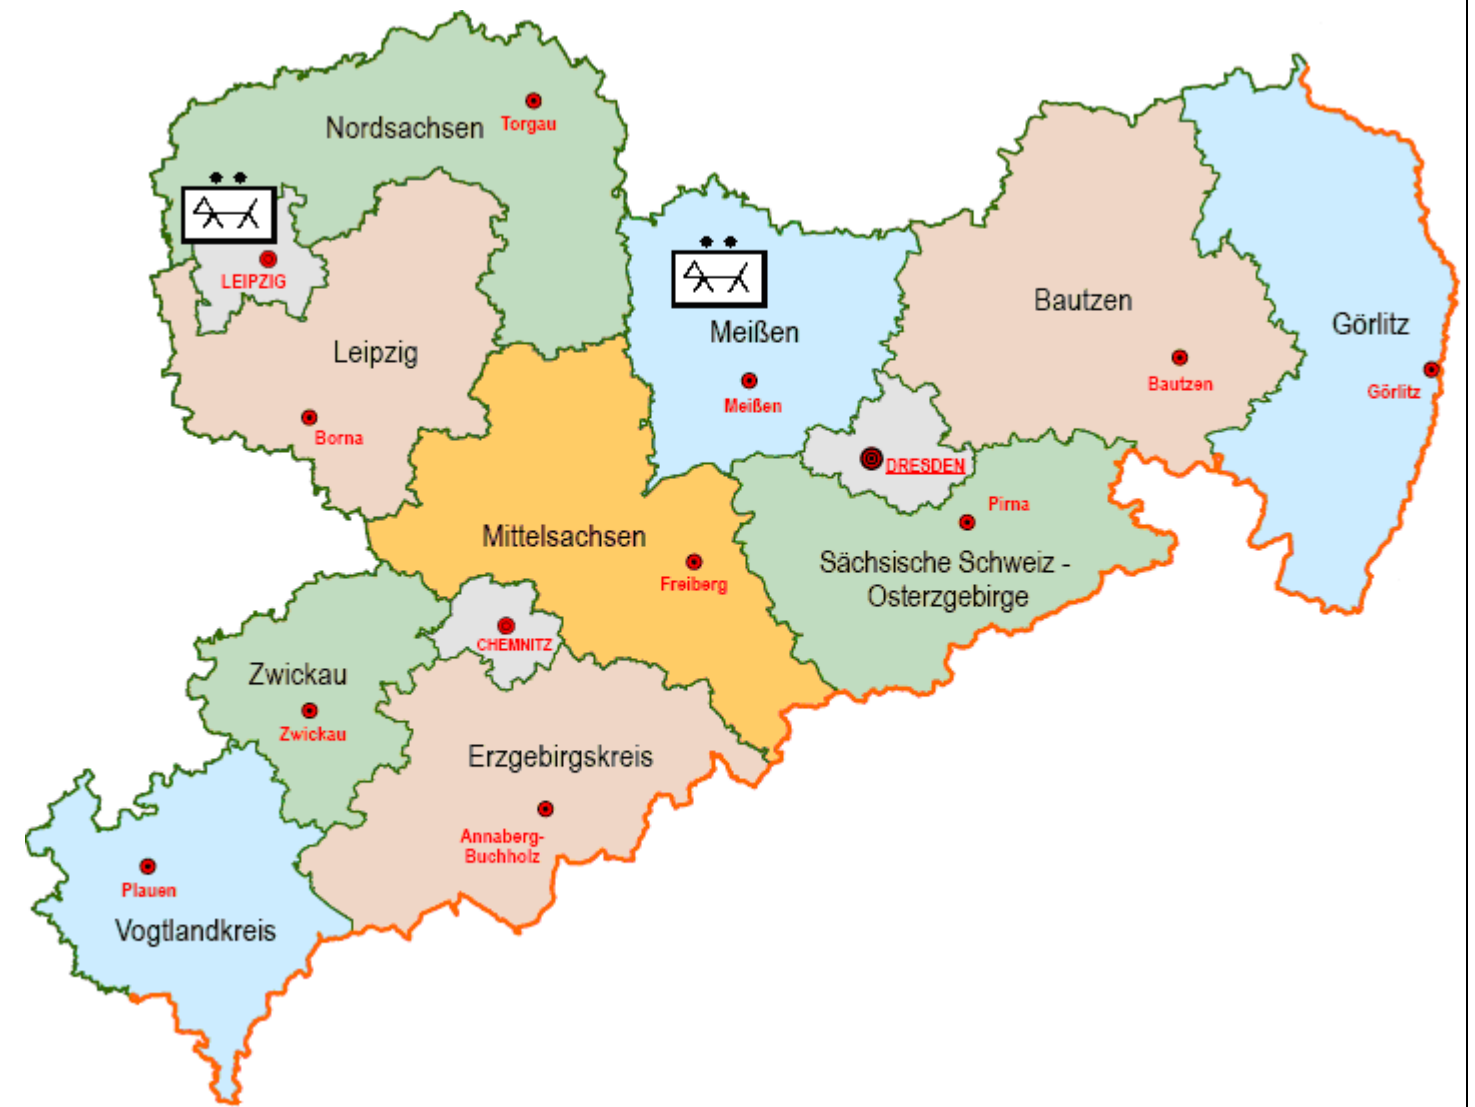 Nordsachsen
Torgau
LEIPZIG
Leipzig
Borna
Meißen
Meißen
Bautzen
Bautzen
Görlitz
Görlitz
DRESDEN
Pirna
Sächsische Schweiz -
Osterzgebirge
Mittelsachsen
Freiberg
CHEMNITZ
Zwickau
Zwickau
Erzgebirgskreis
Annaberg-
Buchholz
Plauen
Vogtlandkreis